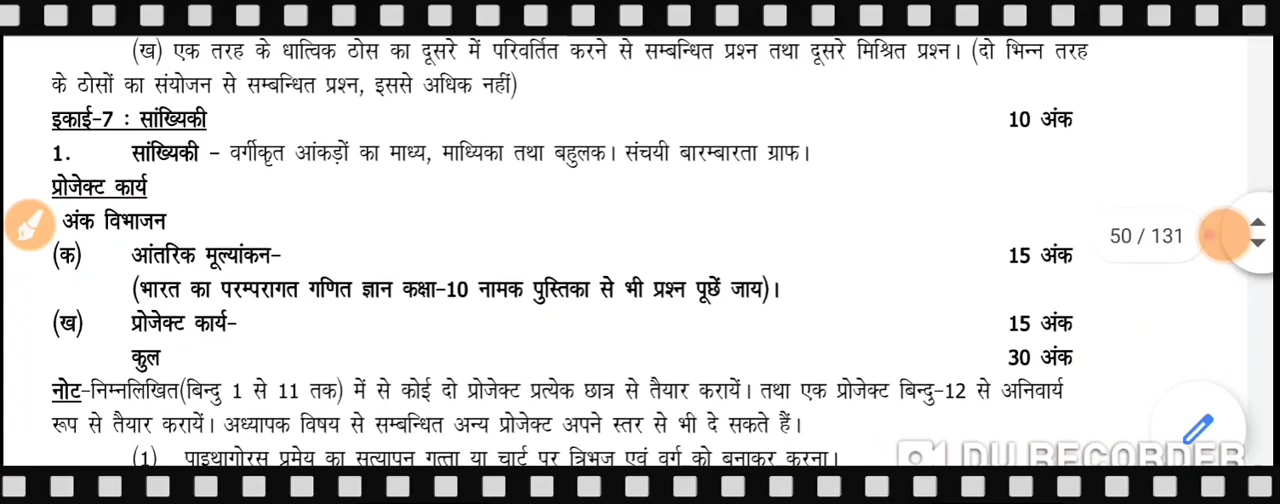 (ख) एक तरह के धात्विक ठोस का दूसरे में परिवर्तित करने से सम्बन्धित प्रश्न तथा दूसरे मिश्रित प्रश्न। (दो भिन्न तरह
के ठोसों का संयोजन से सम्बन्धित प्रश्न, इससे अधिक नहीं)
इकाई-7 : सांख्यिकी 10 अंक
1. सांख्यिकी – वर्गीकृत आंकड़ों का माध्य, माध्यिका तथा बहुलक। संचयी बारम्बारता ग्राफ।
प्रोजेक्ट कार्य
अंक विभाजन
50 / 131
(क) आंतरिक मूल्यांकन– 15 अंक
(भारत का परम्परागत गणित ज्ञान कक्षा–10 नामक पुस्तिका से भी प्रश्न पूछें जाय)।
(ख) प्रोजेक्ट कार्य– 15 अंक
कुल 30 अंक
नोट–निम्नलिखित(बिन्दु 1 से 11 तक) में से कोई दो प्रोजेक्ट प्रत्येक छात्र से तैयार करायें। तथा एक प्रोजेक्ट बिन्दु–12 से अनिवार्य
रूप से तैयार करायें। अध्यापक विषय से सम्बन्धित अन्य प्रोजेक्ट अपने स्तर से भी दे सकते हैं।
(1) पाइथागोरस प्रमेय का सत्यापन गत्ता या चार्ट पर त्रिभुज एवं वर्ग को बनाकर करना।
DU RECORDER